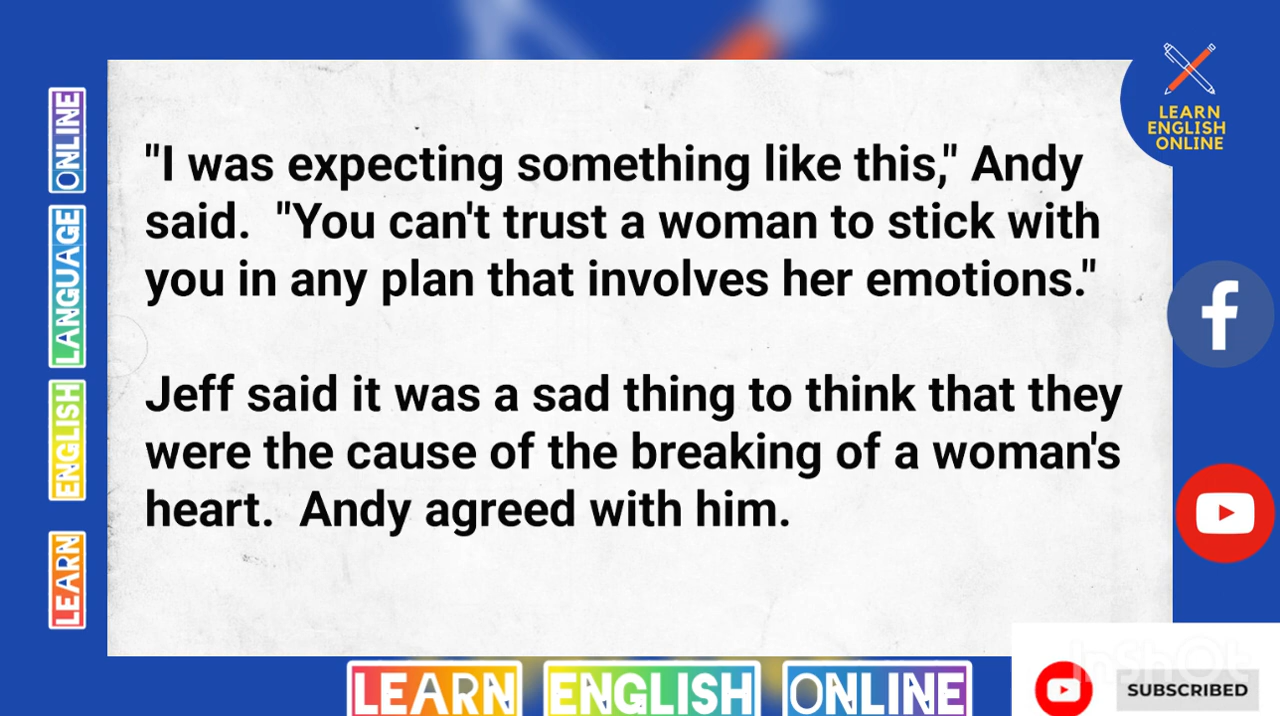 LEARN
ENGLISH
ONLINE
"I was expecting something like this," Andy
said.  "You can't trust a woman to stick with
you in any plan that involves her emotions."
Jeff said it was a sad thing to think that they
were the cause of the breaking of a woman's
heart.  Andy agreed with him.
LEARN ENGLISH LANGUAGE ONLINE
f
LEARN ENGLISH ONLINE
InShOt
SUBSCRIBED